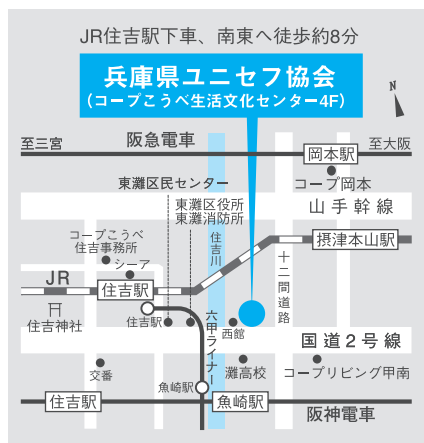 JR住吉駅下車、南東へ徒歩約8分
兵庫県ユニセフ協会
(コープこうべ生活文化センター4F)
N
至三宮
阪急電車
至大阪
岡本駅
コープ岡本
東灘区民センター
東灘区役所
東灘消防所
山手幹線
コープこうべ
住吉事務所
シーア
住吉川
十二間道路
摂津本山駅
JR
住吉駅
住吉神社
住吉駅
六甲ライナー
西館
国道2号線
交番
灘高校
コープリビング甲南
魚崎駅
住吉駅
魚崎駅
阪神電車